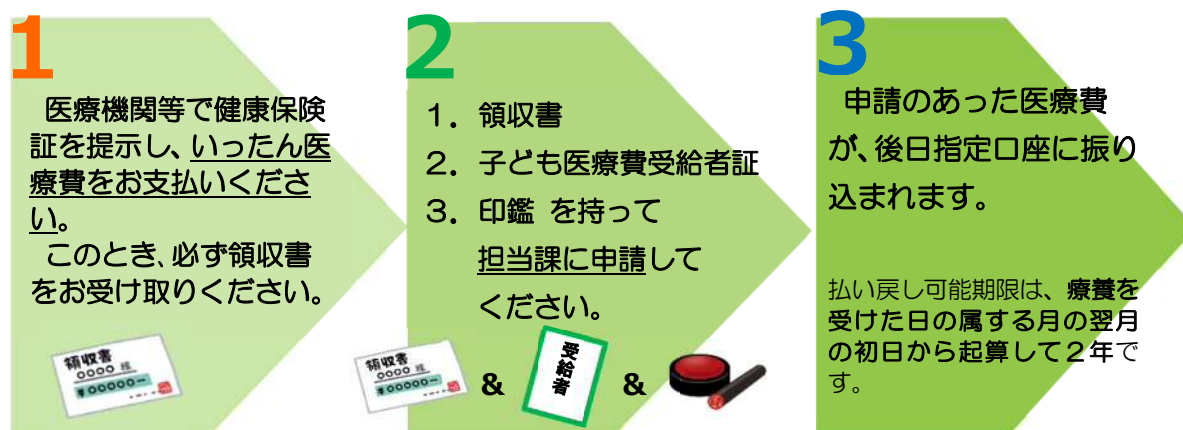 1
医療機関等で健康保険
証を提示し、いったん医
療費をお支払いくださ
い。
このとき、必ず領収書
をお受け取りください。
領収書
○○○○ 様
¥○○○○○ー
2
1．領収書
2．子ども医療費受給者証
3．印鑑 を持って
担当課に申請して
ください。
領収書
○○○○ 様
¥○○○○○ー
&
受給者
&
3
申請のあった医療費
が、後日指定口座に振り
込まれます。
払い戻し可能期限は、療養を
受けた日の属する月の翌月
の初日から起算して２年で
す。